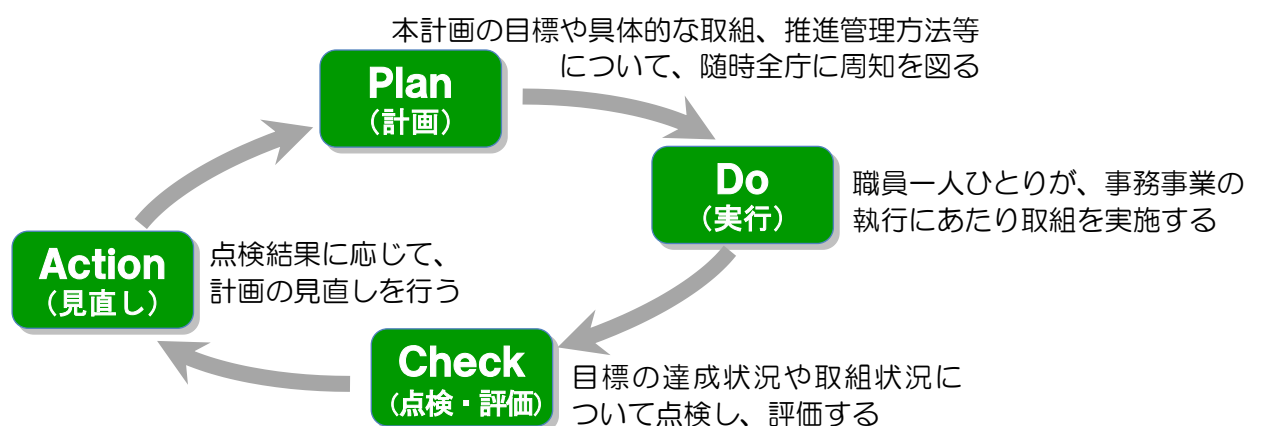 本計画の目標や具体的な取組、推進管理方法等
について、随時全庁に周知を図る
Plan
（計画）
Do
（実行）
職員一人ひとりが、事務事業の
執行にあたり取組を実施する
Action
（見直し）
点検結果に応じて、
計画の見直しを行う
Check
（点検・評価）
目標の達成状況や取組状況に
ついて点検し、評価する